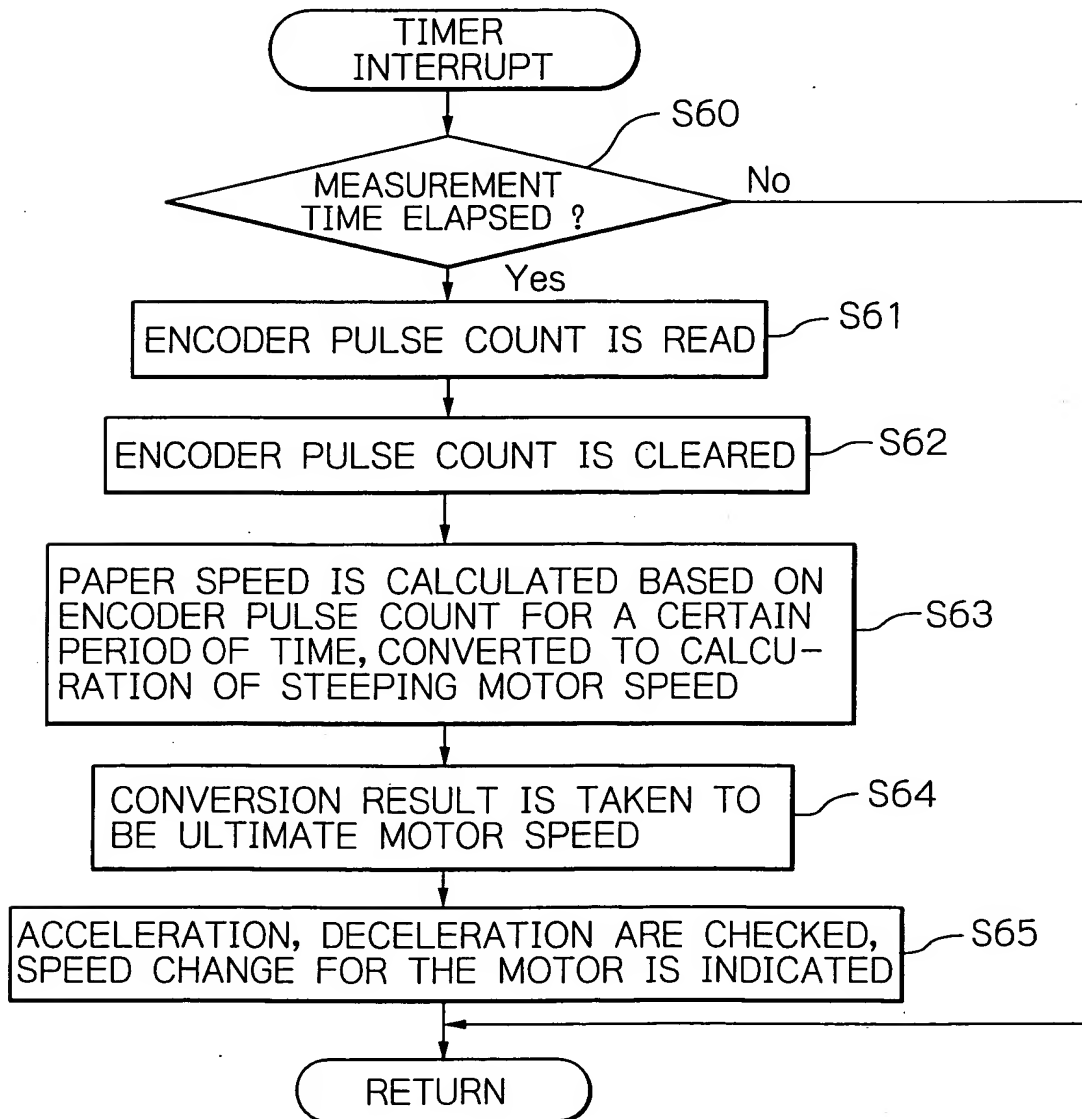 TIMER
INTERRUPT
S60
MEASUREMENT
TIME ELAPSED ?
No
Yes
ENCODER PULSE COUNT IS READ
S61
ENCODER PULSE COUNT IS CLEARED
S62
PAPER SPEED IS CALCULATED BASED ON
ENCODER PULSE COUNT FOR A CERTAIN
PERIOD OF TIME, CONVERTED TO CALCU-
RATION OF STEEPING MOTOR SPEED
S63
CONVERSION RESULT IS TAKEN TO
BE ULTIMATE MOTOR SPEED
S64
ACCELERATION, DECELERATION ARE CHECKED,
SPEED CHANGE FOR THE MOTOR IS INDICATED
S65
RETURN